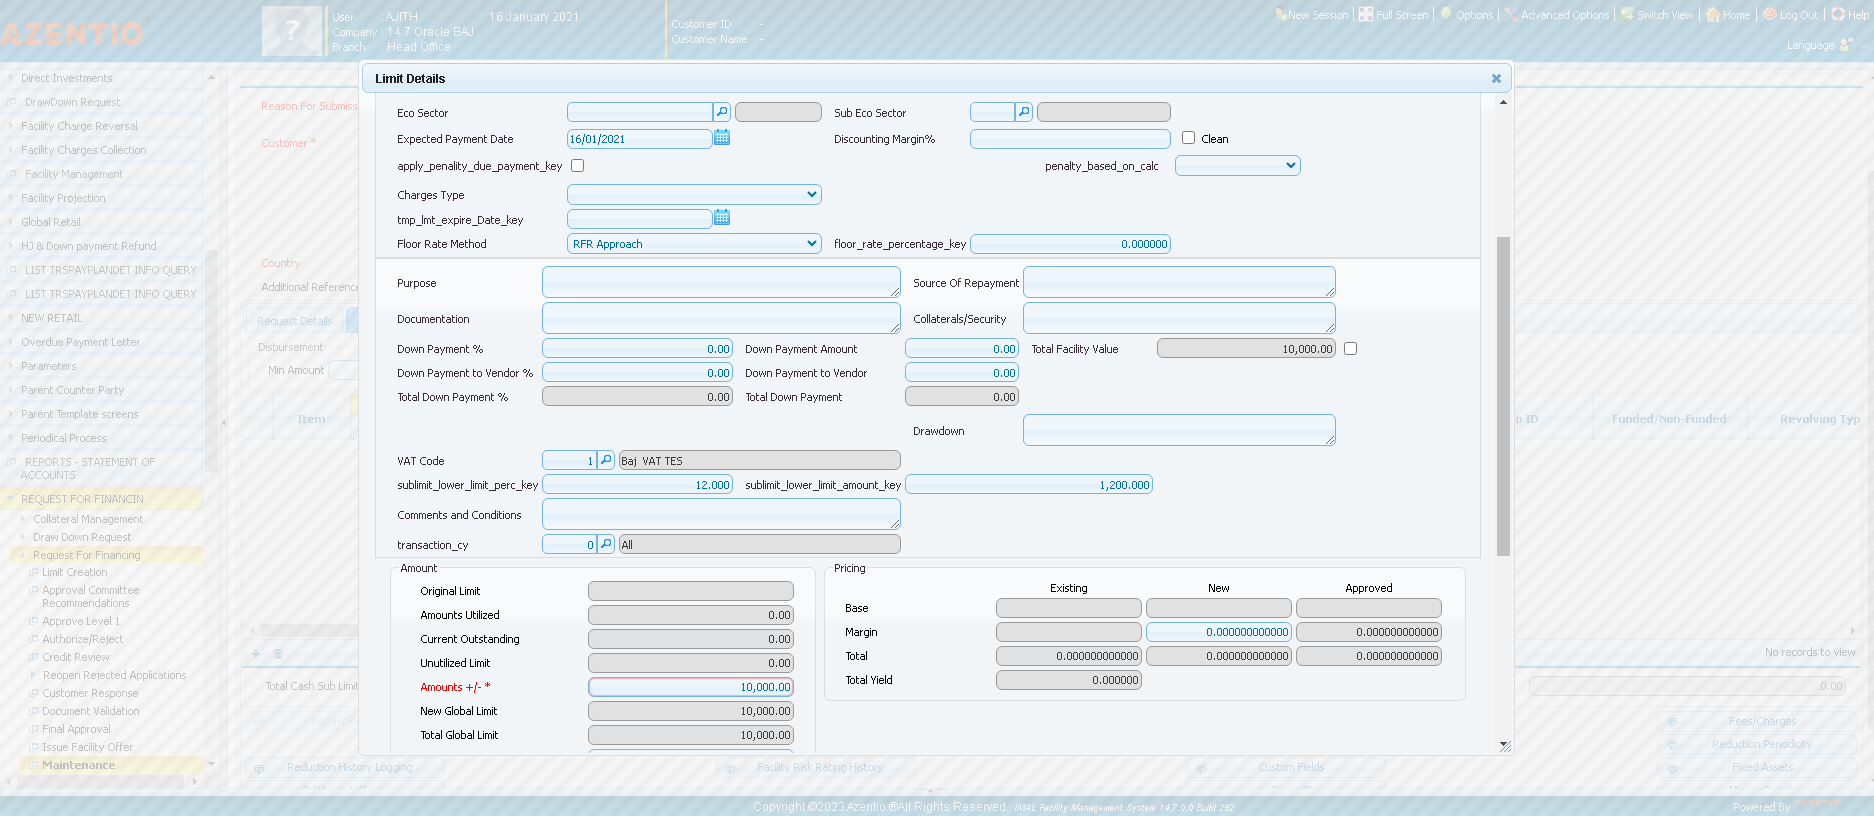 AZENTIO
User : AJITH 16 January 2021
Company : 14.7 Oracle BAJ
Branch : Head Office
Customer ID : -
Customer Name : -
New Session Full Screen Options Advanced Options Switch View Home Log Out Help
Language
Direct Investments
DrawDown Request
Facility Charge Reversal
Facility Charges Collection
Facility Management
Facility Projection
Global Retail
HJ & Down payment Refund
LIST TRSPAYPLANDET INFO QUERY
LIST TRSPAYPLANDET INFO QUERY
NEW RETAIL
Overdue Payment Letter
Parameters
Parent Counter Party
Parent Template screens
Periodical Process
REPORTS - STATEMENT OF ACCOUNTS
REQUEST FOR FINANCIN
Collateral Management
Draw Down Request
Request For Financing
Limit Creation
Approval Committee
Recommendations
Approve Level 1
Authorize/Reject
Credit Review
Reopen Rejected Applications
Customer Response
Document Validation
Final Approval
Issue Facility Offer
Maintenance
Reason For Submiss
Customer *
Country
Additional Reference
Request Details
Disbursement
Min Amount
Item
p ID Funded/Non-Funded Revolving Typ
No records to view
Total Cash Sub Limit
0.00
Limit Details
Eco Sector Sub Eco Sector
Expected Payment Date 16/01/2021 Discounting Margin% Clean
apply_penality_due_payment_key penalty_based_on_calc
Charges Type
tmp_lmt_expire_Date_key
Floor Rate Method RFR Approach floor_rate_percentage_key 0.000000
Purpose Source Of Repayment
Documentation Collaterals/Security
Down Payment % 0.00 Down Payment Amount 0.00 Total Facility Value 10,000.00
Down Payment to Vendor % 0.00 Down Payment to Vendor 0.00
Total Down Payment % 0.00 Total Down Payment 0.00
Drawdown
VAT Code 1 Baj VAT TES
sublimit_lower_limit_perc_key 12.000 sublimit_lower_limit_amount_key 1,200.000
Comments and Conditions
transaction_cy 0 All
Amount
Original Limit
Amounts Utilized 0.00
Current Outstanding 0.00
Unutilized Limit 0.00
Amounts +/- * 10,000.00
New Global Limit 10,000.00
Total Global Limit 10,000.00
Pricing
Existing New Approved
Base
Margin 0.000000000000 0.000000000000
Total 0.000000000000 0.000000000000 0.000000000000
Total Yield 0.000000
Fees/Charges
Reduction Periodicity
Reduction History Logging Facility Risk Rating History Custom Fields Fixed Assets
Copyright ©2023 Azentio ®All Rights Reserved IMAL Facility Management System 14.7.0.0 Build 292
Powered By